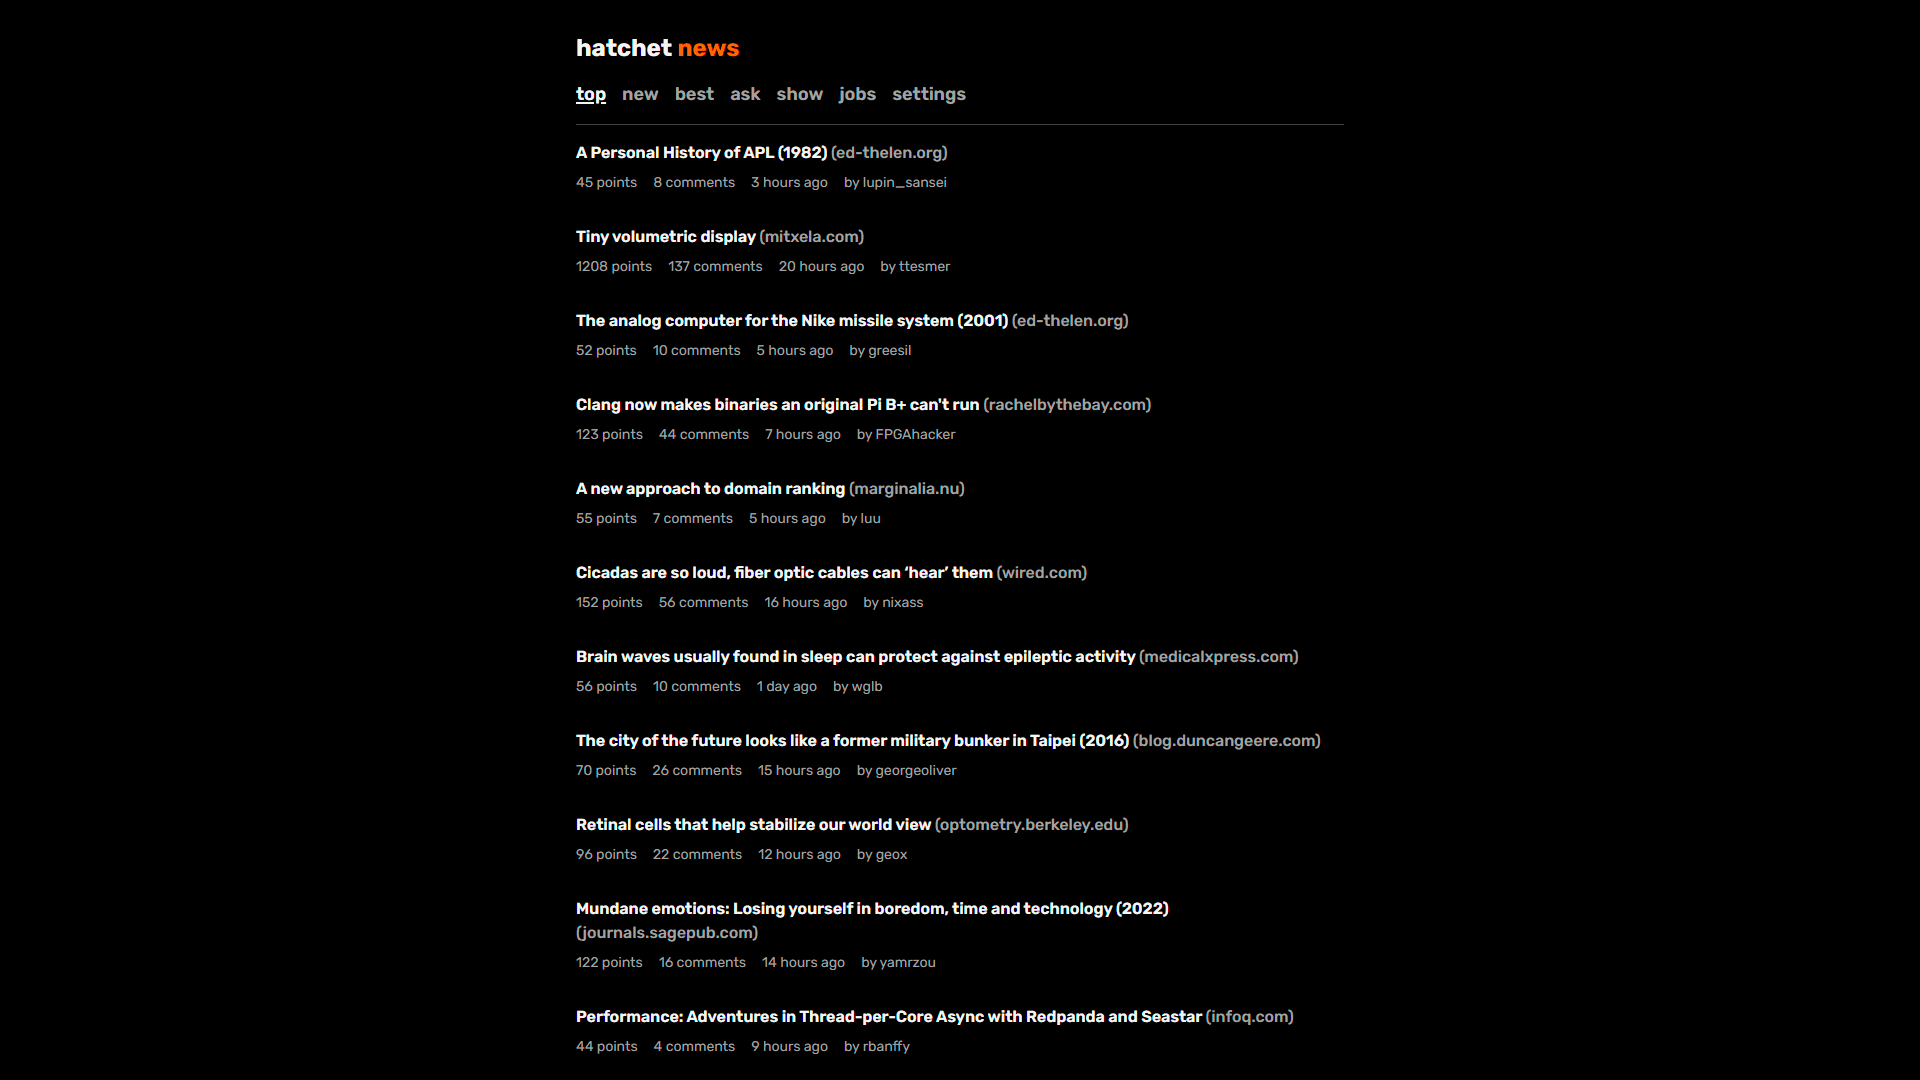 hatchet news
top new best ask show jobs settings
A Personal History of APL (1982) (ed-thelen.org)
45 points 8 comments 3 hours ago by lupin_sansei
Tiny volumetric display (mitxela.com)
1208 points 137 comments 20 hours ago by ttesmer
The analog computer for the Nike missile system (2001) (ed-thelen.org)
52 points 10 comments 5 hours ago by greesil
Clang now makes binaries an original Pi B+ can't run (rachelbythebay.com)
123 points 44 comments 7 hours ago by FPGAhacker
A new approach to domain ranking (marginalia.nu)
55 points 7 comments 5 hours ago by luu
Cicadas are so loud, fiber optic cables can ‘hear’ them (wired.com)
152 points 56 comments 16 hours ago by nixass
Brain waves usually found in sleep can protect against epileptic activity (medicalxpress.com)
56 points 10 comments 1 day ago by wglb
The city of the future looks like a former military bunker in Taipei (2016) (blog.duncangeere.com)
70 points 26 comments 15 hours ago by georgeoliver
Retinal cells that help stabilize our world view (optometry.berkeley.edu)
96 points 22 comments 12 hours ago by geox
Mundane emotions: Losing yourself in boredom, time and technology (2022)
(journals.sagepub.com)
122 points 16 comments 14 hours ago by yamrzou
Performance: Adventures in Thread-per-Core Async with Redpanda and Seastar (infoq.com)
44 points 4 comments 9 hours ago by rbanffy